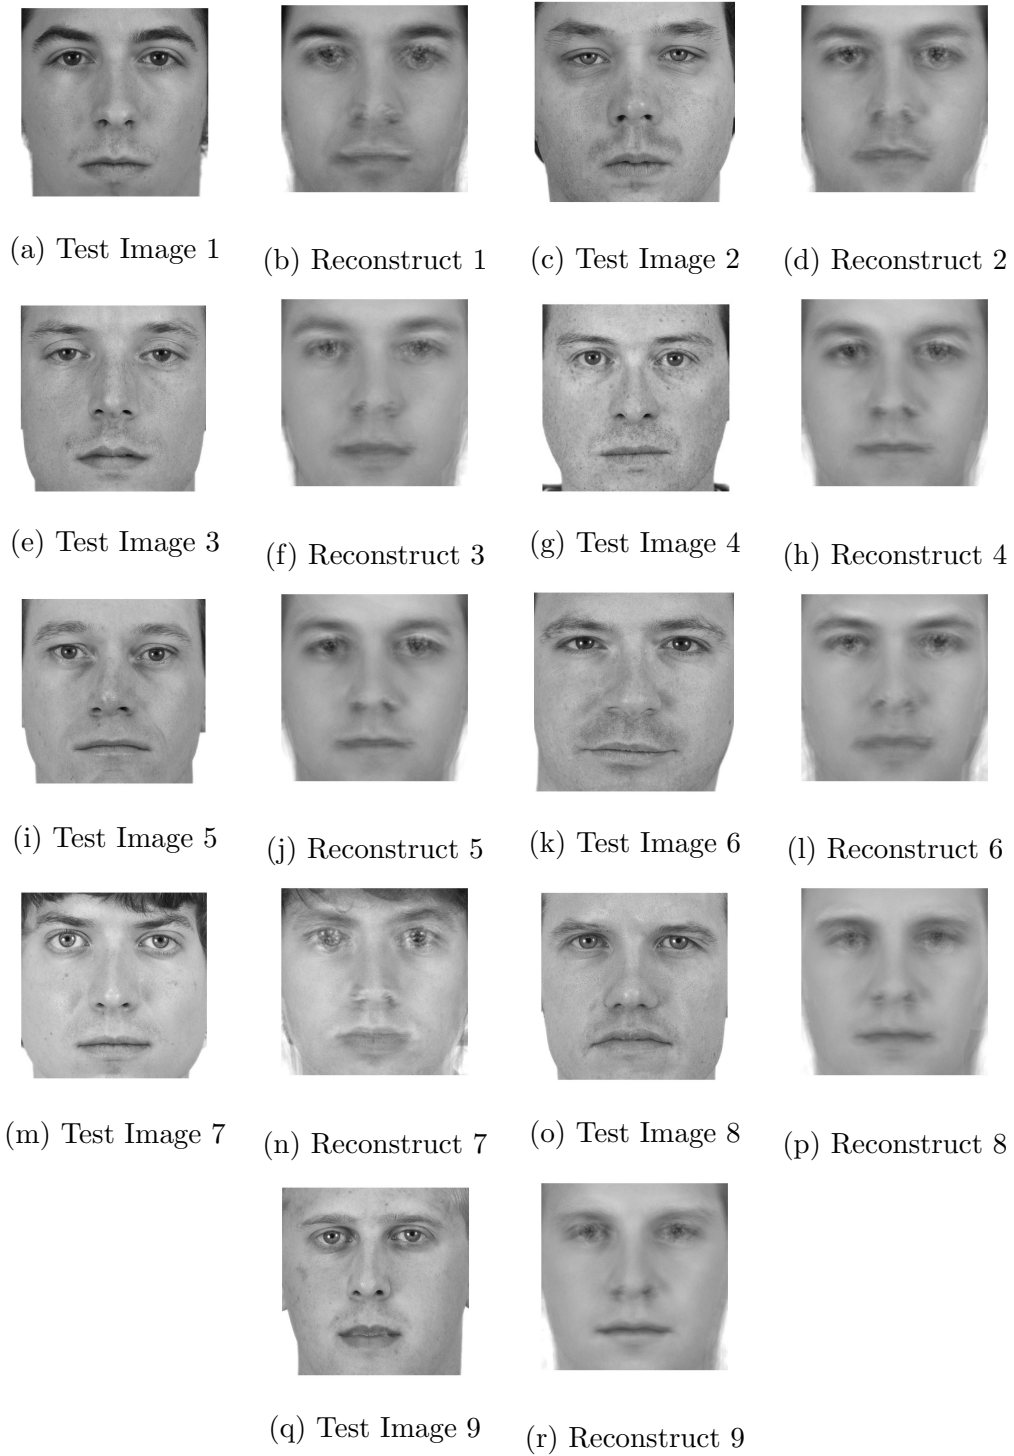 (a) Test Image 1
(b) Reconstruct 1
(c) Test Image 2
(d) Reconstruct 2
(e) Test Image 3
(f) Reconstruct 3
(g) Test Image 4
(h) Reconstruct 4
(i) Test Image 5
(j) Reconstruct 5
(k) Test Image 6
(l) Reconstruct 6
(m) Test Image 7
(n) Reconstruct 7
(o) Test Image 8
(p) Reconstruct 8
(q) Test Image 9
(r) Reconstruct 9